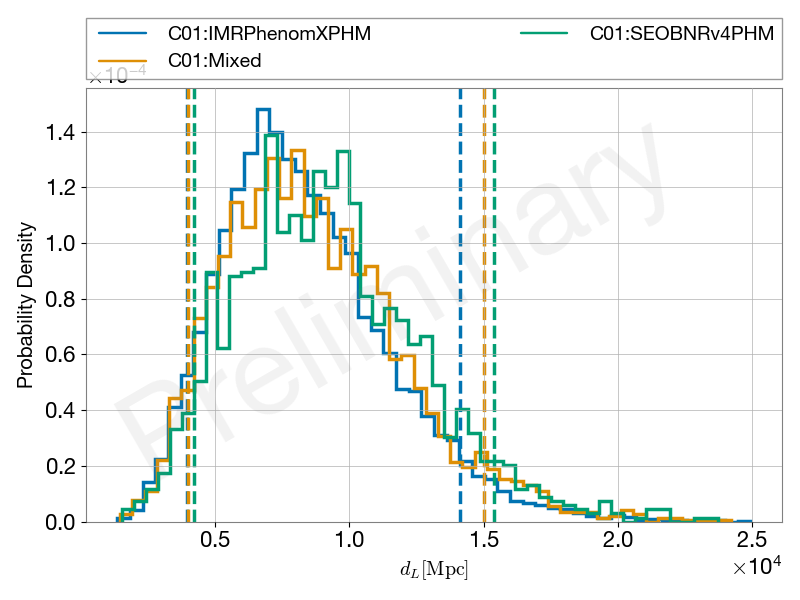 C01:IMRPhenomXPHM
C01:SEOBNRv4PHM
C01:Mixed
×10⁻⁴
1.4
1.2
1.0
0.8
0.6
0.4
0.2
0.0
Probability Density
Preliminary
0.5
1.0
1.5
2.0
2.5
×10⁴
d_L[Mpc]